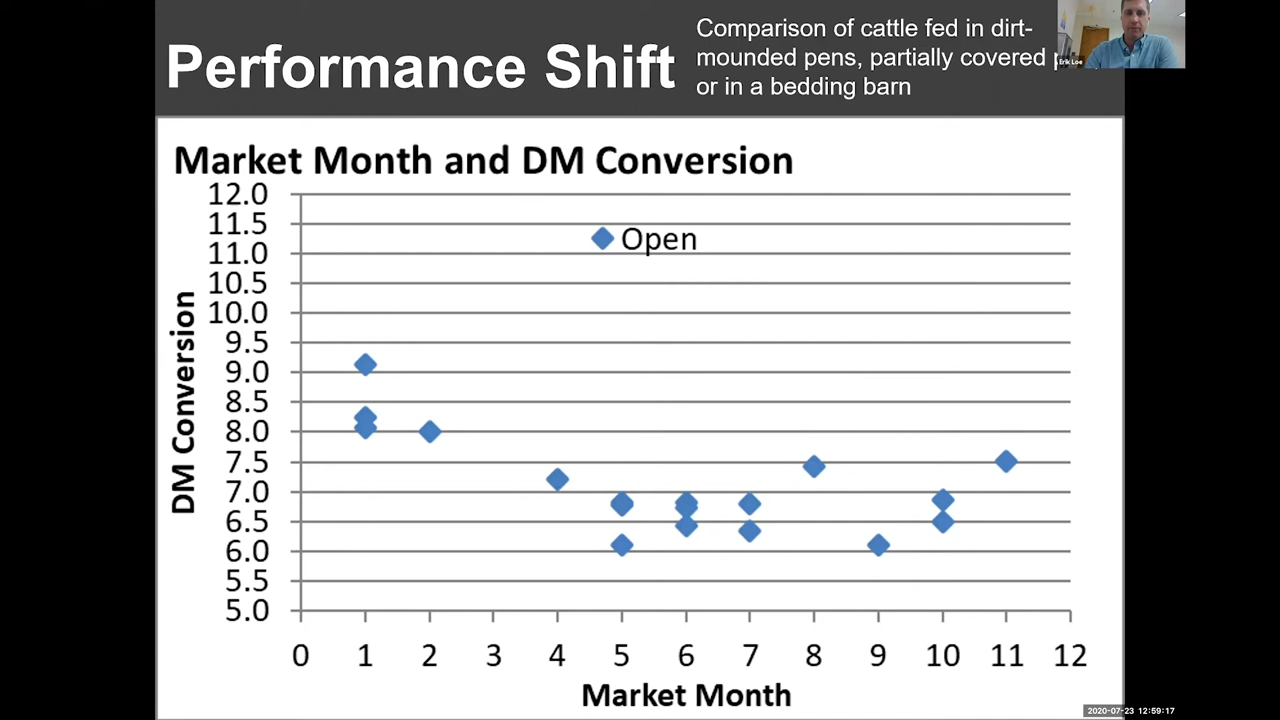 Performance Shift
Comparison of cattle fed in dirt-
mounded pens, partially covered
or in a bedding barn
Erik Loe
Market Month and DM Conversion
12.0
11.5
Open
11.0
10.5
10.0
9.5
9.0
8.5
8.0
7.5
7.0
6.5
6.0
5.5
5.0
DM Conversion
0 1 2 3 4 5 6 7 8 9 10 11 12
Market Month
2020-07-23 12:59:17